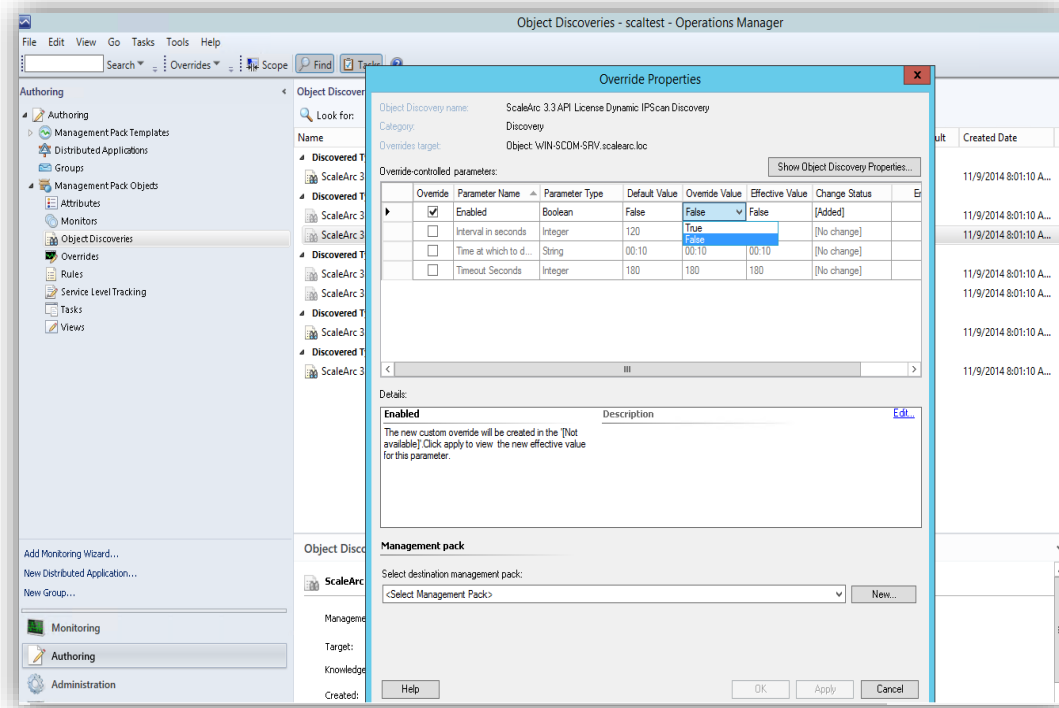 Object Discoveries - scaltest - Operations Manager
File Edit View Go Tasks Tools Help
Search Overrides Scope Find Tasks
Authoring
Authoring
Management Pack Templates
Distributed Applications
Groups
Management Pack Objects
Attributes
Monitors
Object Discoveries
Overrides
Rules
Service Level Tracking
Tasks
Views
Add Monitoring Wizard...
New Distributed Application...
New Group...
Monitoring
Authoring
Administration
Object Discover
Look for:
Name
ult Created Date
Discovered T
ScaleArc 3 11/9/2014 8:01:10 A...
Discovered T
ScaleArc 3 11/9/2014 8:01:10 A...
ScaleArc 3 11/9/2014 8:01:10 A...
Discovered T
ScaleArc 3 11/9/2014 8:01:10 A...
ScaleArc 3 11/9/2014 8:01:10 A...
Discovered T
ScaleArc 3 11/9/2014 8:01:10 A...
Discovered T
ScaleArc 3 11/9/2014 8:01:10 A...
Object Disco
ScaleArc
Manageme
Target:
Knowledge
Created:
Override Properties
x
Object Discovery name: ScaleArc 3.3 API License Dynamic IPScan Discovery
Category: Discovery
Overrides target: Object: WIN-SCOM-SRV.scalearc.loc
Override-controlled parameters:
Show Object Discovery Properties...
Override Parameter Name Parameter Type Default Value Override Value Effective Value Change Status Er
Enabled Boolean False False False [Added]
True
False
Interval in seconds Integer 120 [No change]
Time at which to d... String 00:10 00:10 00:10 [No change]
Timeout Seconds Integer 180 180 180 [No change]
Details:
Enabled Description Edit...
The new custom override will be created in the '[Not
available]'.Click apply to view the new effective value
for this parameter.
Management pack
Select destination management pack:
<Select Management Pack> New...
Help OK Apply Cancel